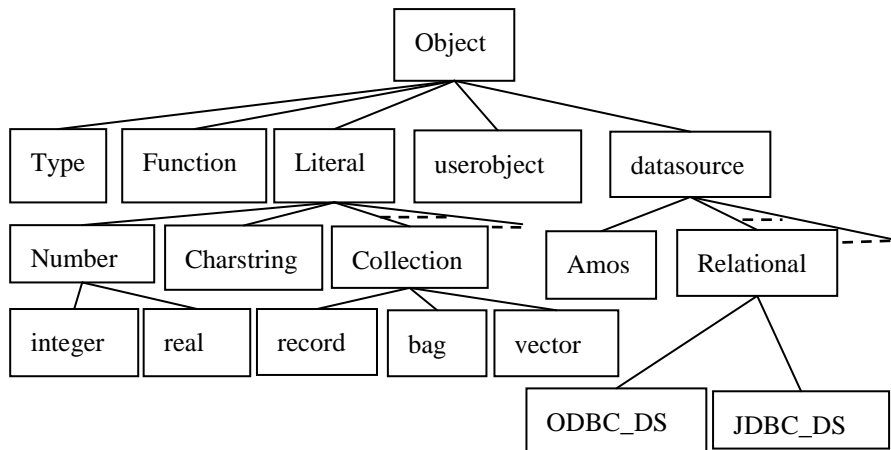 Object
Type
Function
Literal
userobject
datasource
Number
Charstring
Collection
Amos
Relational
integer
real
record
bag
vector
ODBC_DS
JDBC_DS